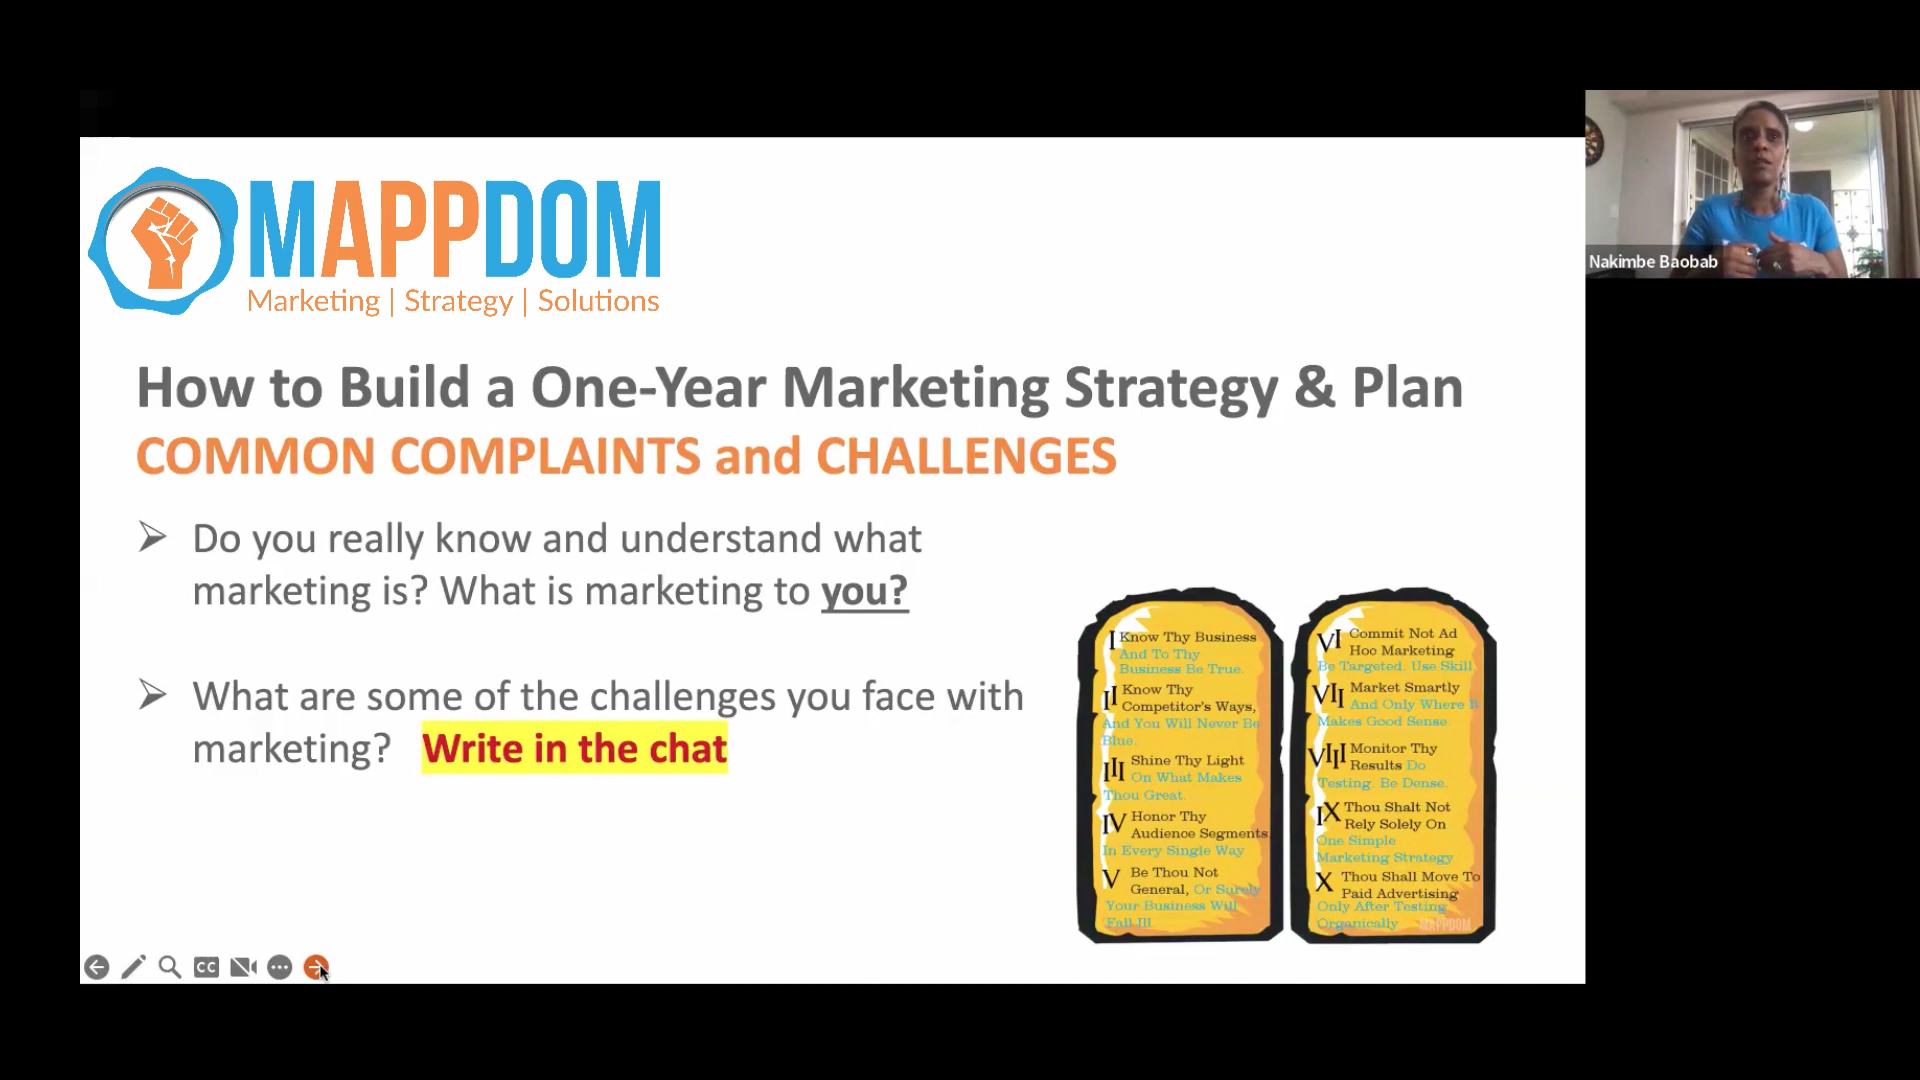 MAPPDOM
Marketing | Strategy | Solutions
How to Build a One-Year Marketing Strategy & Plan
COMMON COMPLAINTS and CHALLENGES
Do you really know and understand what
marketing is? What is marketing to you?
What are some of the challenges you face with
marketing? Write in the chat
I Know Thy Business
And To Thy
Business Be True.
II Know Thy
Competitor's Ways,
And You Will Never Be
Blue.
III Shine Thy Light
On What Makes
Thou Great.
IV Honor Thy
Audience Segments
In Every Single Way
V Be Thou Not
General, Or Surely
Your Business Will
Fall Ill
VI Commit Not Ad
Hoc Marketing
Be Targeted. Use Skill.
VII Market Smartly
And Only Where It
Makes Good Sense.
VIII Monitor Thy
Results Do
Testing. Be Dense.
IX Thou Shalt Not
Rely Solely On
One Simple
Marketing Strategy
X Thou Shall Move To
Paid Advertising
Only After Testing
Organically
MAPPDOM
CC
Nakimbe Baobab